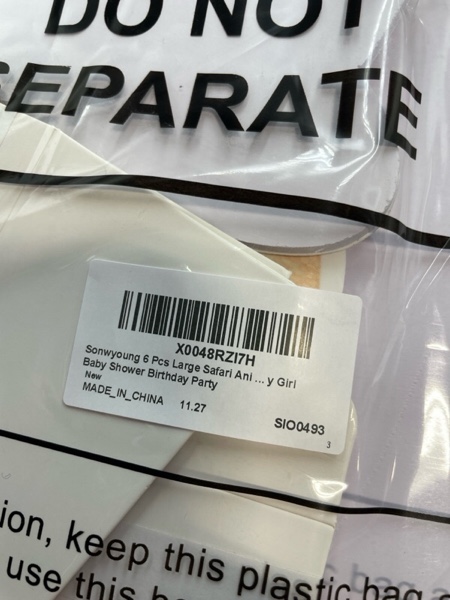 DO NOT
SEPARATE
X0048RZI7H
Sonwyoung 6 Pcs Large Safari Ani ... y Girl
Baby Shower Birthday Party
New
MADE_IN_CHINA 11.27
SIO0493
3
keep this plastic bag
use this